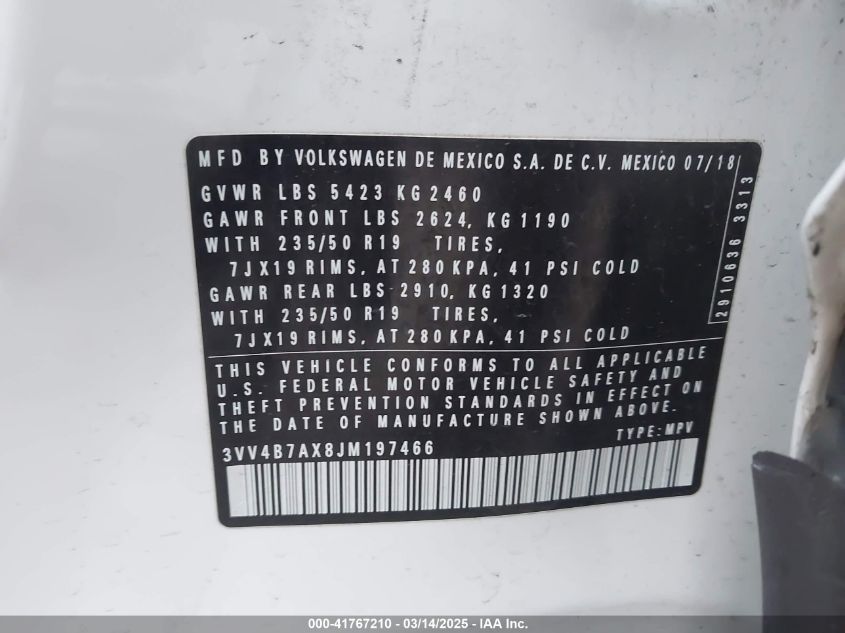 MFD BY VOLKSWAGEN DE MEXICO S.A. DE C.V. MEXICO 07/18
GVWR LBS 5423 KG 2460
GAWR FRONT LBS 2624, KG 1190
WITH 235/50 R19 TIRES,
7JX19 RIMS, AT 280 KPA, 41 PSI COLD
GAWR REAR LBS 2910, KG 1320
WITH 235/50 R19 TIRES,
7JX19 RIMS, AT 280 KPA, 41 PSI COLD
2910636 3313
THIS VEHICLE CONFORMS TO ALL APPLICABLE
U.S. FEDERAL MOTOR VEHICLE SAFETY AND
THEFT PREVENTION STANDARDS IN EFFECT ON
THE DATE OF MANUFACTURE SHOWN ABOVE.
3VV4B7AX8JM197466 TYPE: MPV
000-41767210 - 03/14/2025 - IAA Inc.